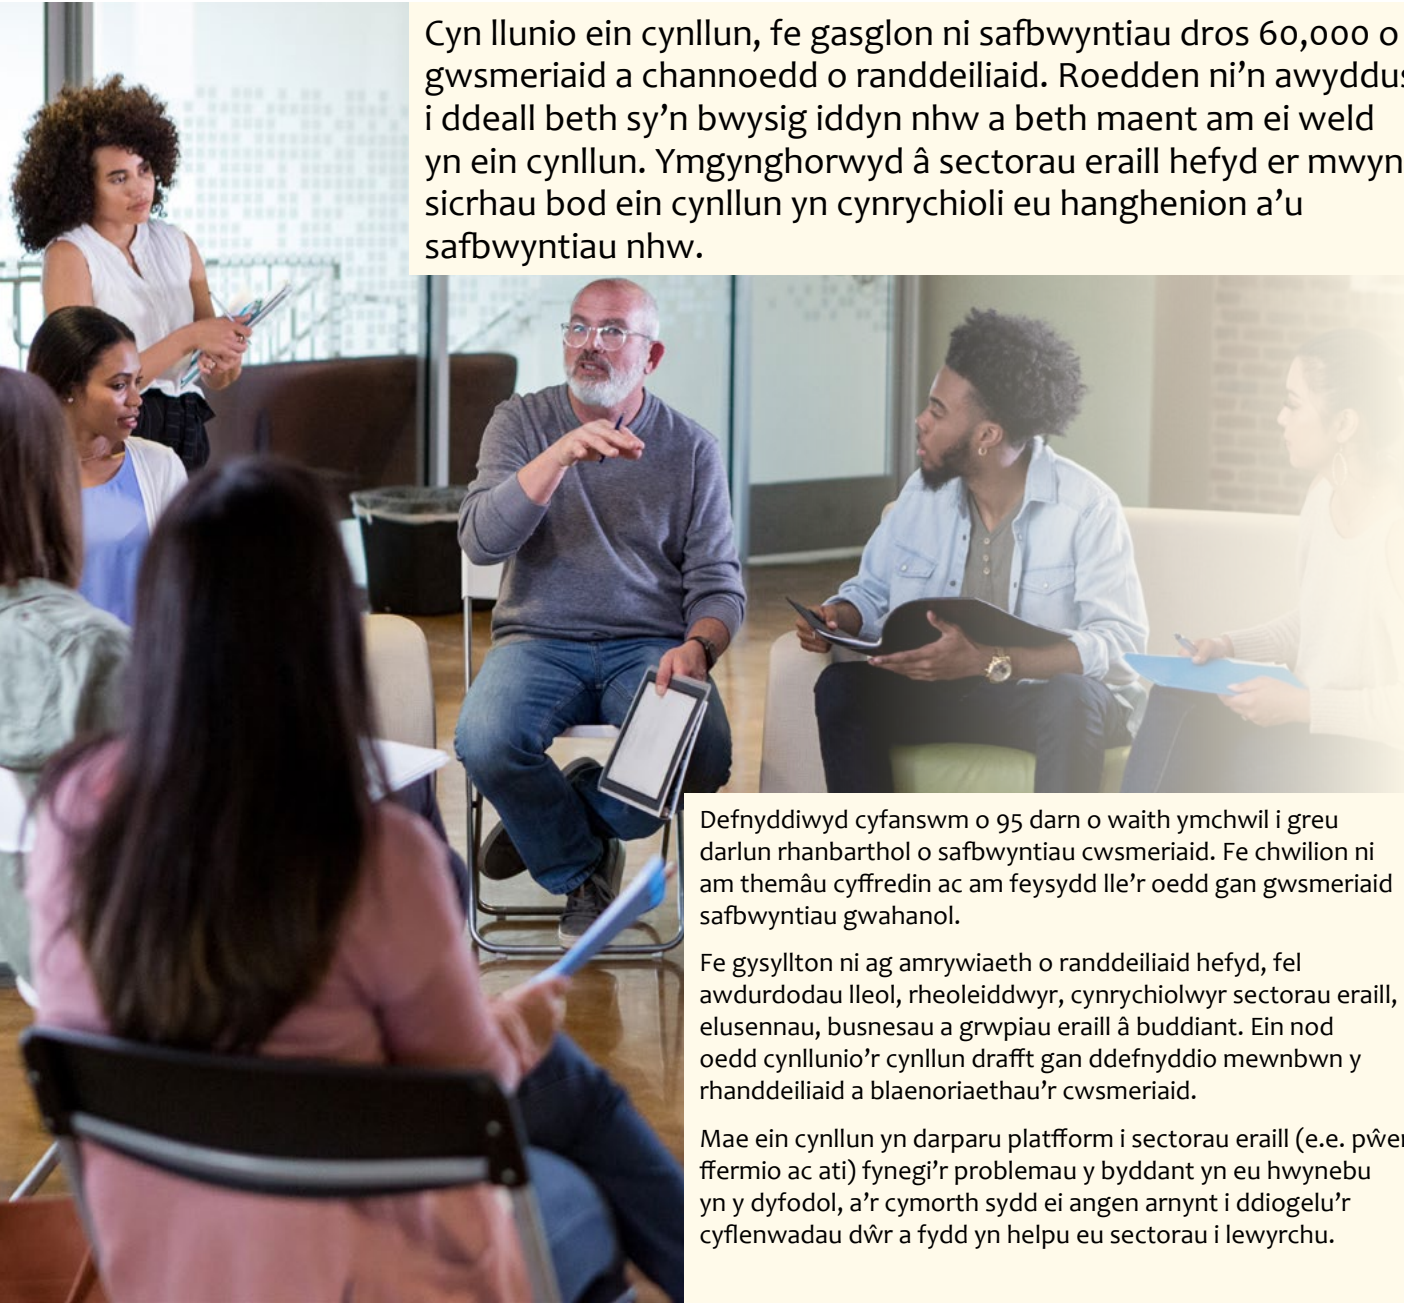 Cyn llunio ein cynllun, fe gasglon ni safbwyntiau dros 60,000 o
gwsmeriaid a channoedd o randdeiliaid. Roedden ni’n awyddus
i ddeall beth sy’n bwysig iddyn nhw a beth maent am ei weld
yn ein cynllun. Ymgynghorwyd â sectorau eraill hefyd er mwyn
sicrhau bod ein cynllun yn cynrychioli eu hanghenion a’u
safbwyntiau nhw.
Defnyddiwyd cyfanswm o 95 darn o waith ymchwil i greu
darlun rhanbarthol o safbwyntiau cwsmeriaid. Fe chwilion ni
am themâu cyffredin ac am feysydd lle’r oedd gan gwsmeriaid
safbwyntiau gwahanol.
Fe gysyllton ni ag amrywiaeth o randdeiliaid hefyd, fel
awdurdodau lleol, rheoleiddwyr, cynrychiolwyr sectorau eraill,
elusennau, busnesau a grwpiau eraill â buddiant. Ein nod
oedd cynllunio’r cynllun drafft gan ddefnyddio mewnbwn y
rhanddeiliaid a blaenoriaethau’r cwsmeriaid.
Mae ein cynllun yn darparu platfform i sectorau eraill (e.e. pŵer
ffermio ac ati) fynegi’r problemau y byddant yn eu hwynebu
yn y dyfodol, a’r cymorth sydd ei angen arnynt i ddiogelu’r
cyflenwadau dŵr a fydd yn helpu eu sectorau i lewyrchu.